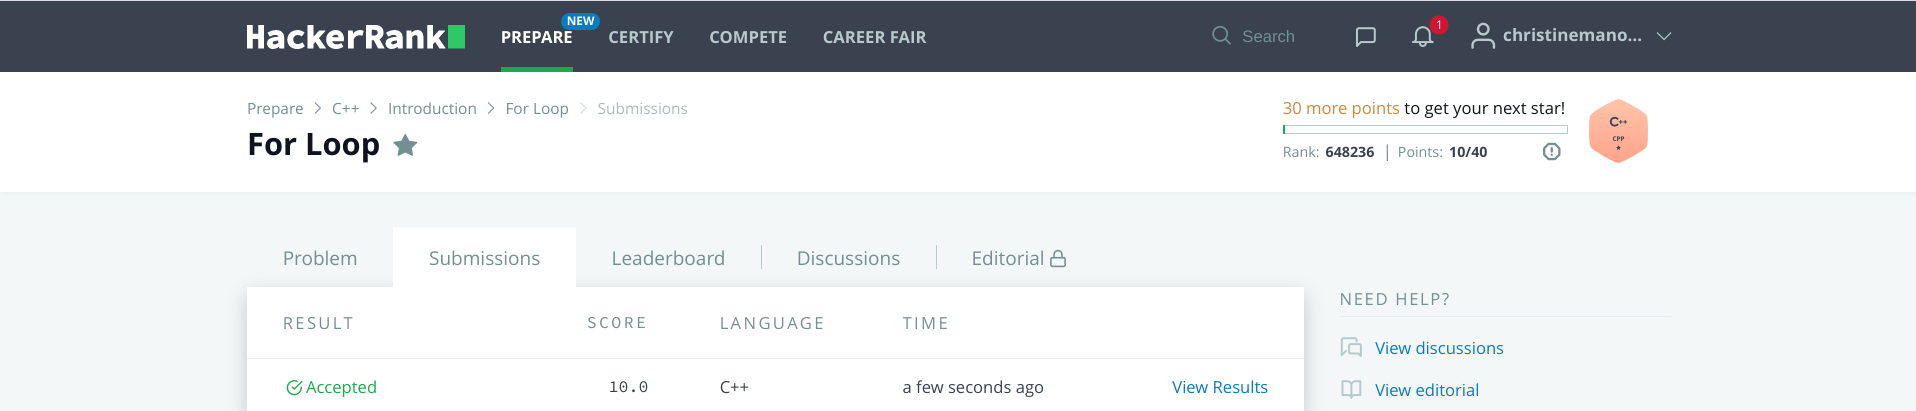 HackerRank PREPARE NEW CERTIFY COMPETE CAREER FAIR Search 1 christinemano...
Prepare > C++ > Introduction > For Loop > Submissions
For Loop
30 more points to get your next star!
Rank: 648236 | Points: 10/40
C++
CPP
Problem Submissions Leaderboard Discussions Editorial
RESULT SCORE LANGUAGE TIME
Accepted 10.0 C++ a few seconds ago View Results
NEED HELP?
View discussions
View editorial